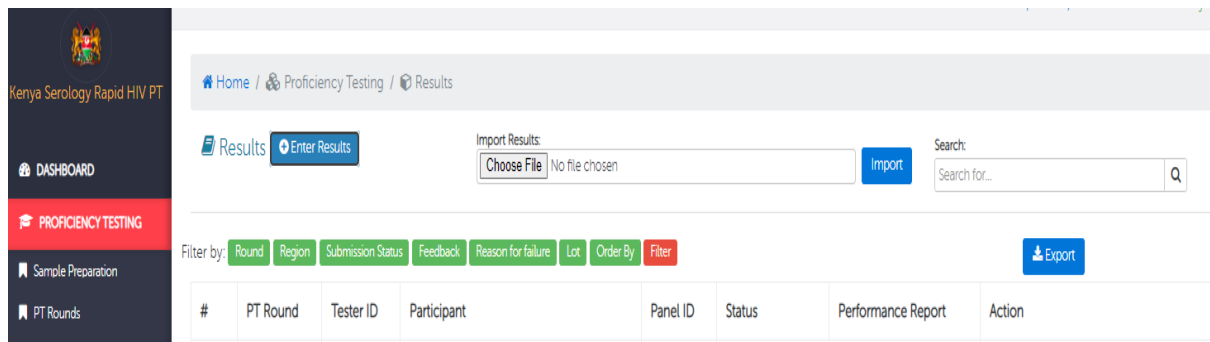 Kenya Serology Rapid HIV PT
DASHBOARD
PROFICIENCY TESTING
Sample Preparation
PT Rounds
Home / Proficiency Testing / Results
Results Enter Results
Import Results:
Choose File No file chosen
Import
Search:
Search for...
Filter by: Round Region Submission Status Feedback Reason for failure Lot Order By Filter
Export
# PT Round Tester ID Participant Panel ID Status Performance Report Action